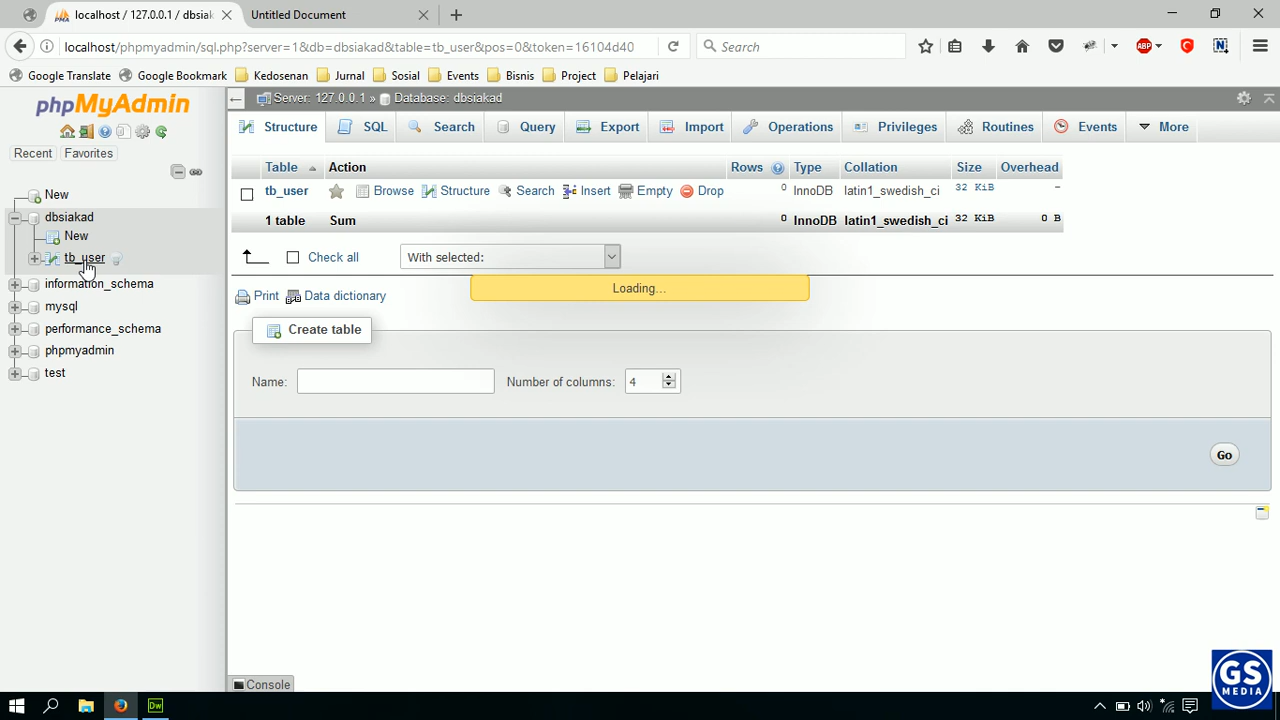 localhost / 127.0.0.1 / dbsiak
Untitled Document
localhost/phpmyadmin/sql.php?server=1&db=dbsiakad&table=tb_user&pos=0&token=16104d40
Search
Google Translate
Google Bookmark
Kedosenan
Jurnal
Sosial
Events
Bisnis
Project
Pelajari
phpMyAdmin
Recent
Favorites
New
dbsiakad
New
tb_user
information_schema
mysql
performance_schema
phpmyadmin
test
Server: 127.0.0.1 » Database: dbsiakad
Structure
SQL
Search
Query
Export
Import
Operations
Privileges
Routines
Events
More
Table Action Rows Type Collation Size Overhead
tb_user Browse Structure Search Insert Empty Drop 0 InnoDB latin1_swedish_ci 32 KiB -
1 table Sum 0 InnoDB latin1_swedish_ci 32 KiB 0 B
Check all
With selected:
Loading...
Print
Data dictionary
Create table
Name:
Number of columns: 4
Go
Console
GS
MEDIA
ABP
PMA
Dw